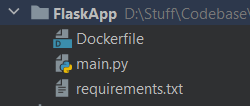 FlaskApp D:\Stuff\Codebase\
Dockerfile
main.py
requirements.txt